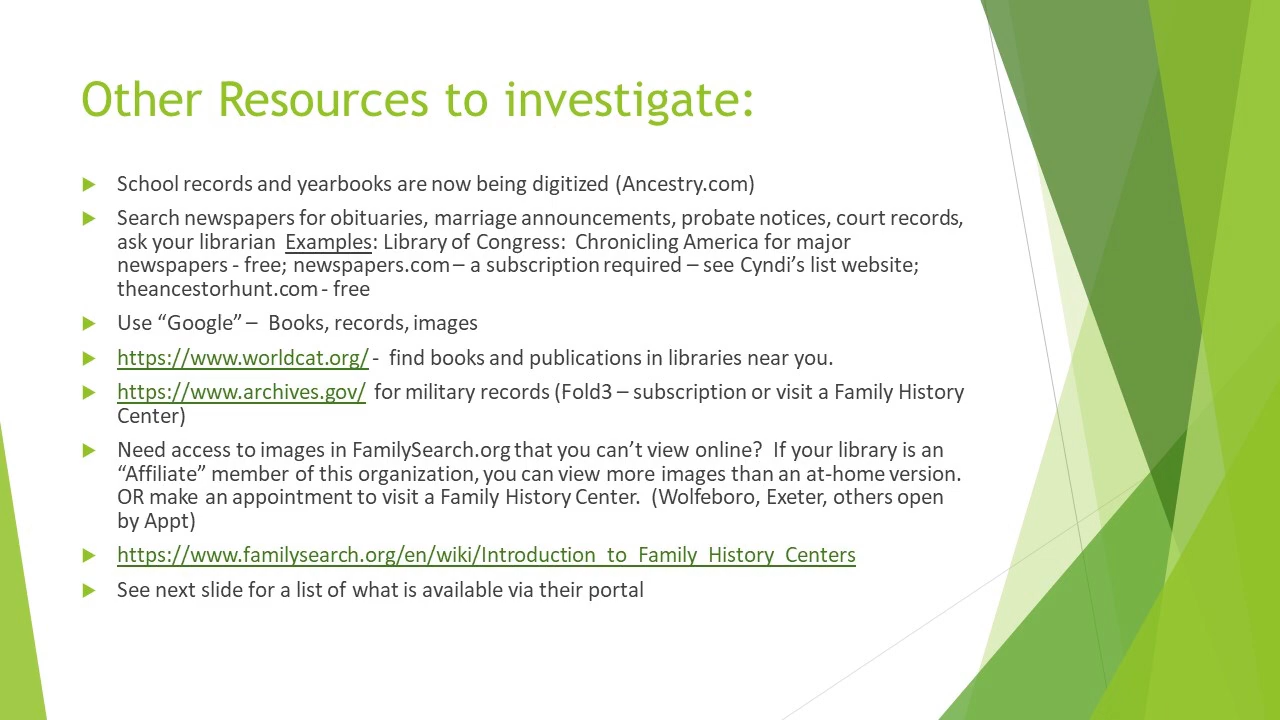 Other Resources to investigate:
School records and yearbooks are now being digitized (Ancestry.com)
Search newspapers for obituaries, marriage announcements, probate notices, court records,
ask your librarian  Examples: Library of Congress:  Chronicling America for major
newspapers - free; newspapers.com – a subscription required – see Cyndi’s list website;
theancestorhunt.com - free
Use “Google” –  Books, records, images
https://www.worldcat.org/ -  find books and publications in libraries near you.
https://www.archives.gov/  for military records (Fold3 – subscription or visit a Family History
Center)
Need access to images in FamilySearch.org that you can’t view online?  If your library is an
“Affiliate” member of this organization, you can view more images than an at-home version.
OR make an appointment to visit a Family History Center.  (Wolfeboro, Exeter, others open
by Appt)
https://www.familysearch.org/en/wiki/Introduction_to_Family_History_Centers
See next slide for a list of what is available via their portal